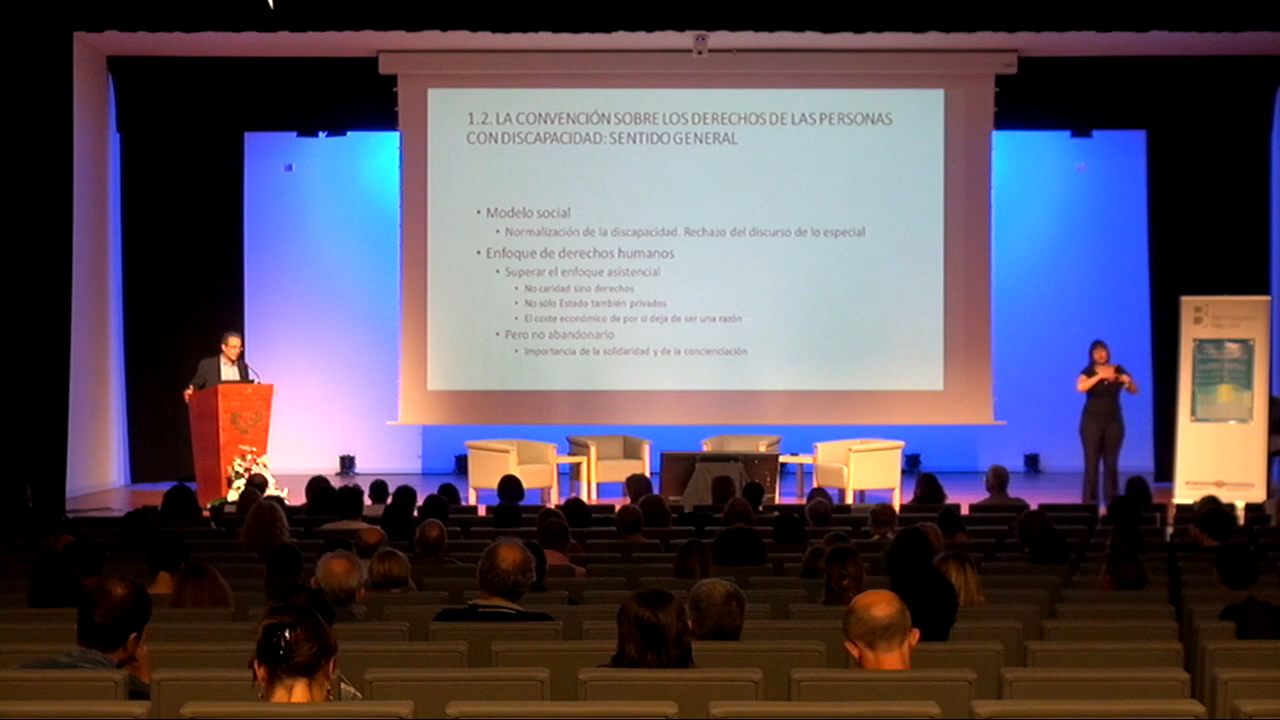 1.2. LA CONVENCIÓN SOBRE LOS DERECHOS DE LAS PERSONAS
CON DISCAPACIDAD: SENTIDO GENERAL
• Modelo social
• Normalización de la discapacidad. Rechazo del discurso de lo especial
• Enfoque de derechos humanos
• Superar el enfoque asistencial
• No caridad sino derechos
• No sólo Estado también privados
• El coste económico de por si deja de ser una razón
• Pero no abandonarlo
• Importancia de la solidaridad y de la concienciación